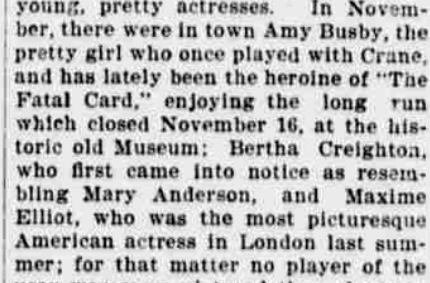 young, pretty actresses. In Novem-
ber, there were in town Amy Busby, the
pretty girl who once played with Crane,
and has lately been the heroine of "The
Fatal Card," enjoying the long run
which closed November 16, at the his-
toric old Museum; Bertha Creighton,
who first came into notice as resem-
bling Mary Anderson, and Maxime
Elliot, who was the most picturesque
American actress in London last sum-
mer; for that matter no player of the